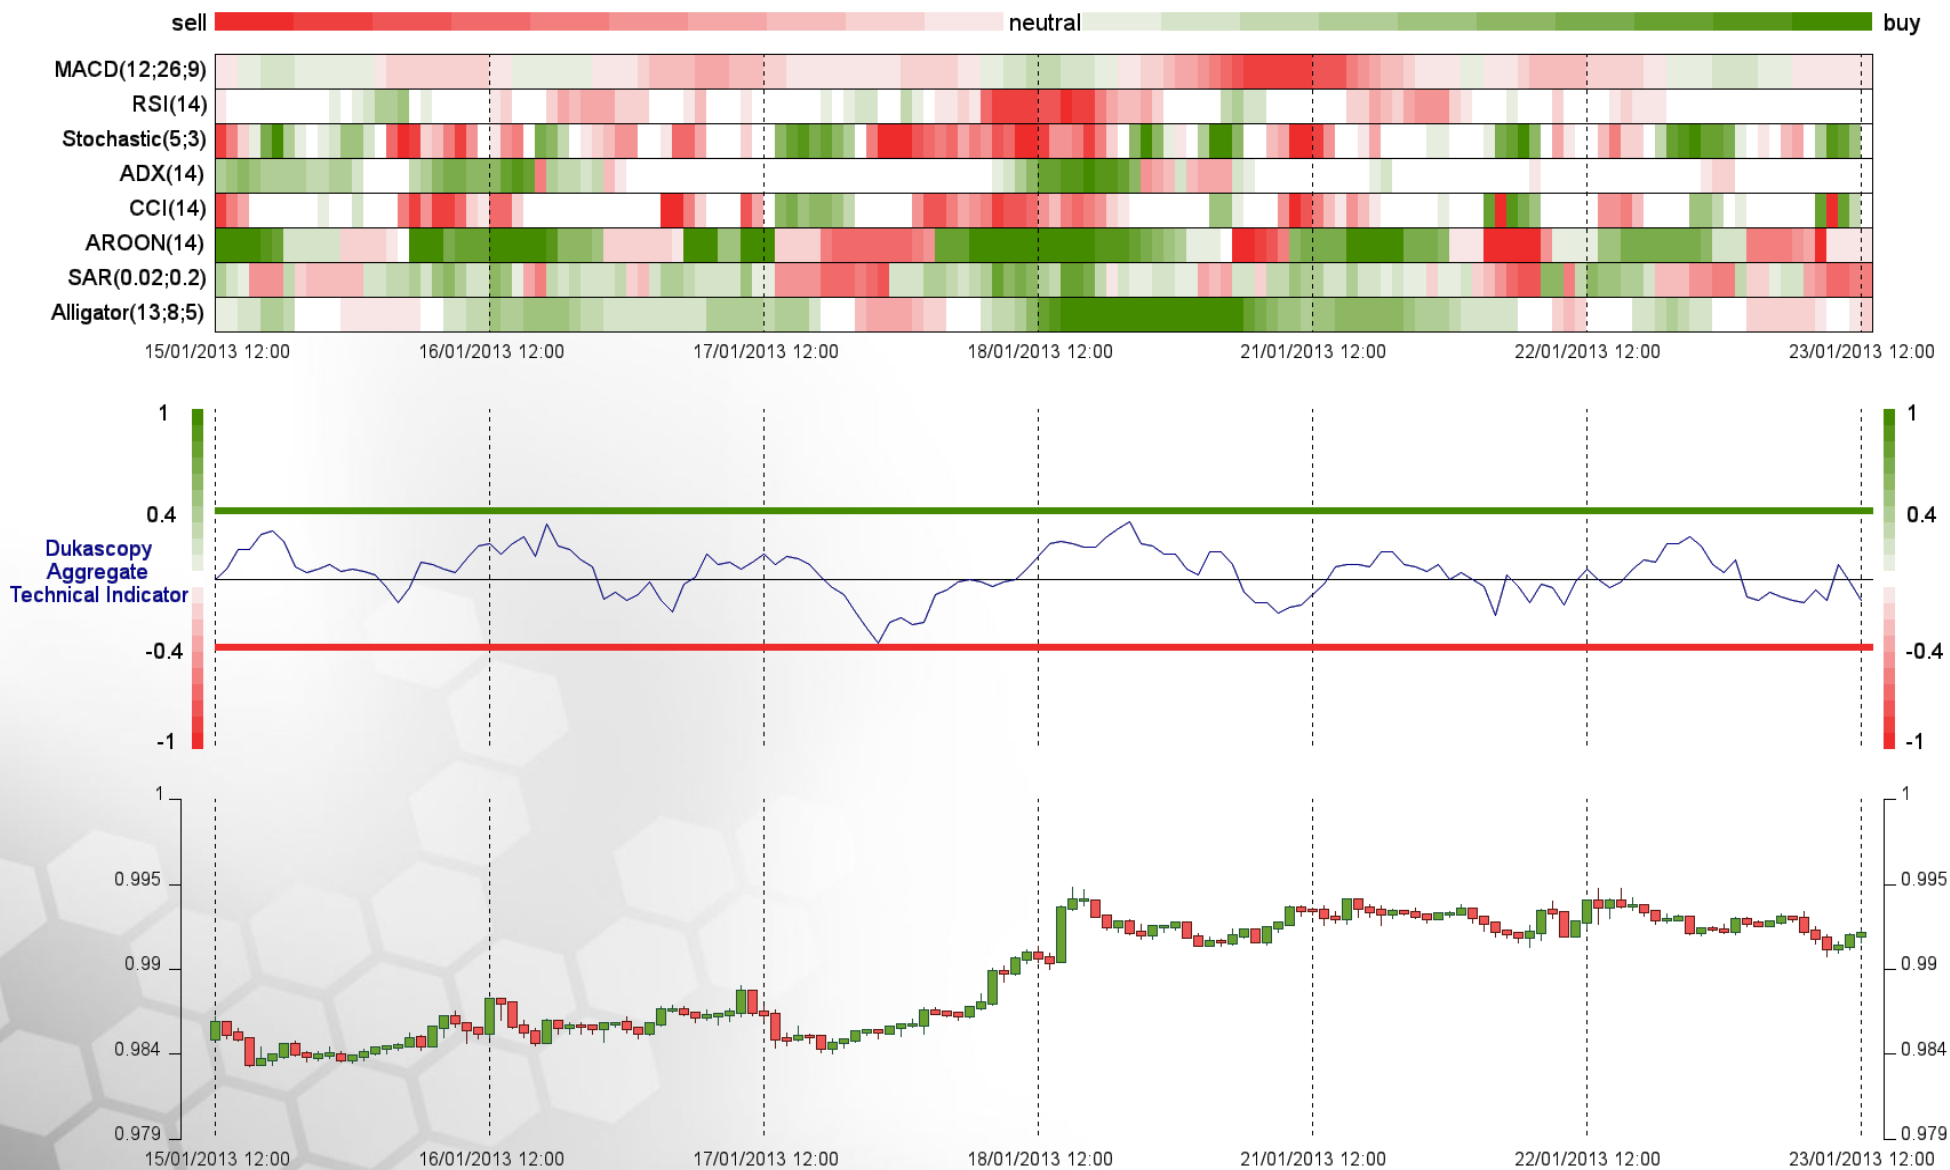 sell neutral buy
MACD(12;26;9)
RSI(14)
Stochastic(5;3)
ADX(14)
CCI(14)
AROON(14)
SAR(0.02;0.2)
Alligator(13;8;5)
15/01/2013 12:00 16/01/2013 12:00 17/01/2013 12:00 18/01/2013 12:00 21/01/2013 12:00 22/01/2013 12:00 23/01/2013 12:00
1 1
0.4 0.4
Dukascopy
Aggregate
Technical Indicator
-0.4 -0.4
-1 -1
1 1
0.995 0.995
0.99 0.99
0.984 0.984
0.979 0.979
15/01/2013 12:00 16/01/2013 12:00 17/01/2013 12:00 18/01/2013 12:00 21/01/2013 12:00 22/01/2013 12:00 23/01/2013 12:00